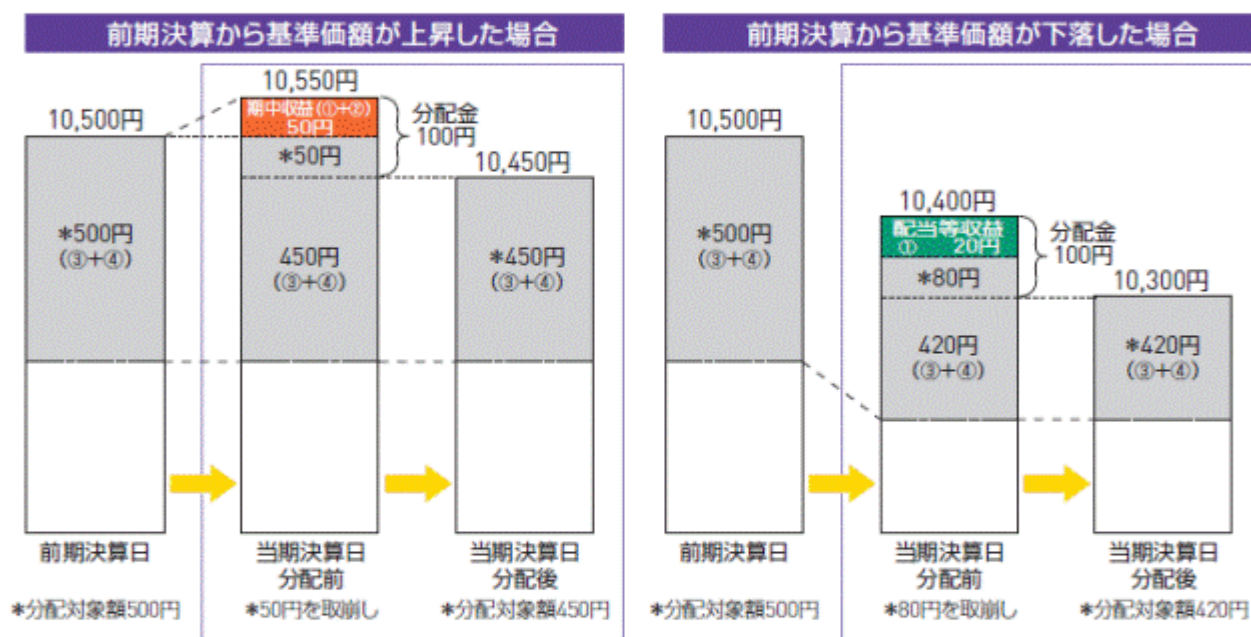 前期決算から基準価額が上昇した場合
10,500円
*500円
(③+④)
10,550円
期中収益(①+②)
50円
*50円
450円
(③+④)
分配金
100円
10,450円
*450円
(③+④)
前期決算日
当期決算日
分配前
当期決算日
分配後
*分配対象額500円
*50円を取崩し
*分配対象額450円
前期決算から基準価額が下落した場合
10,500円
*500円
(③+④)
10,400円
配当等収益
① 20円
*80円
420円
(③+④)
分配金
100円
10,300円
*420円
(③+④)
前期決算日
当期決算日
分配前
当期決算日
分配後
*分配対象額500円
*80円を取崩し
*分配対象額420円